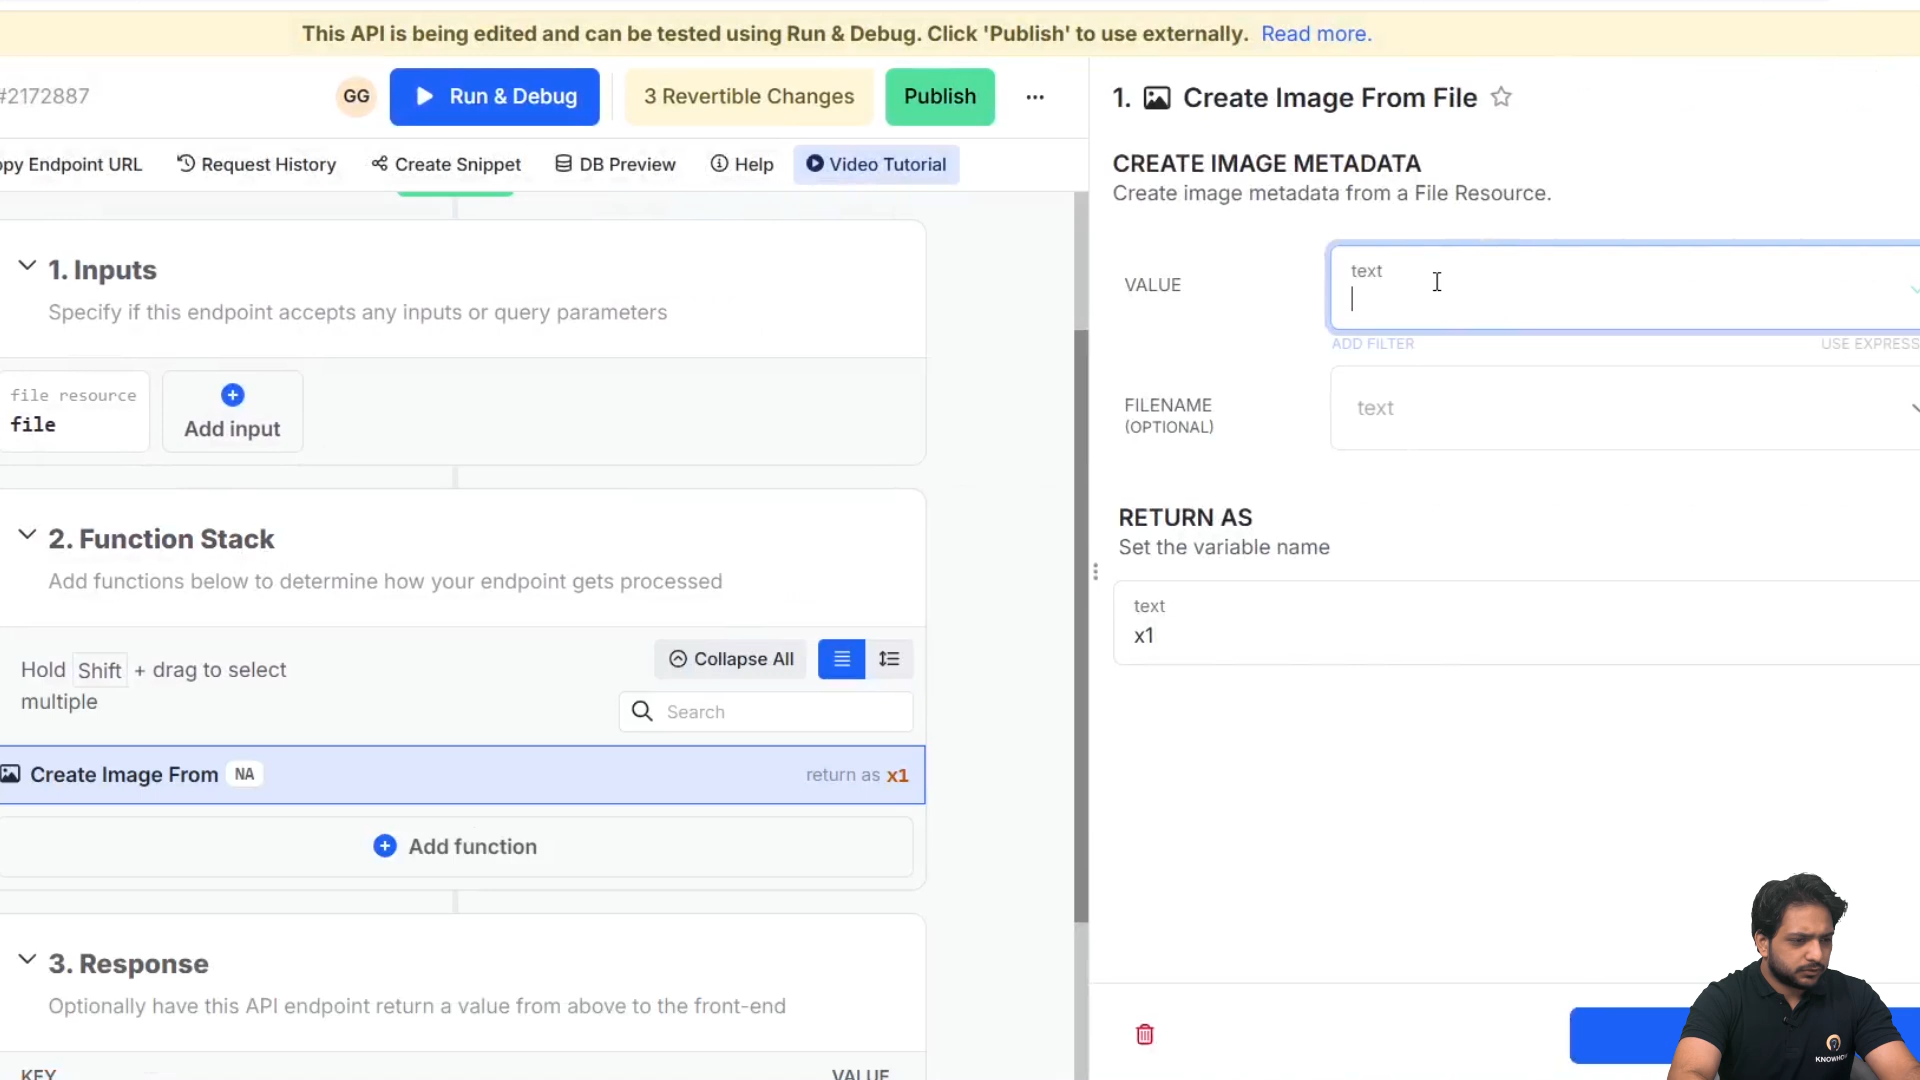 This API is being edited and can be tested using Run & Debug. Click 'Publish' to use externally. Read more.
#2172887
GG
Run & Debug
3 Revertible Changes
Publish
opy Endpoint URL
Request History
Create Snippet
DB Preview
Help
Video Tutorial
1. Inputs
Specify if this endpoint accepts any inputs or query parameters
file resource
file
Add input
2. Function Stack
Add functions below to determine how your endpoint gets processed
Hold Shift + drag to select
multiple
Collapse All
Search
Create Image From NA
return as x1
Add function
3. Response
Optionally have this API endpoint return a value from above to the front-end
KEY
VALUE
1. Create Image From File
CREATE IMAGE METADATA
Create image metadata from a File Resource.
VALUE
text
ADD FILTER
USE EXPRESS
FILENAME
(OPTIONAL)
text
RETURN AS
Set the variable name
text
x1